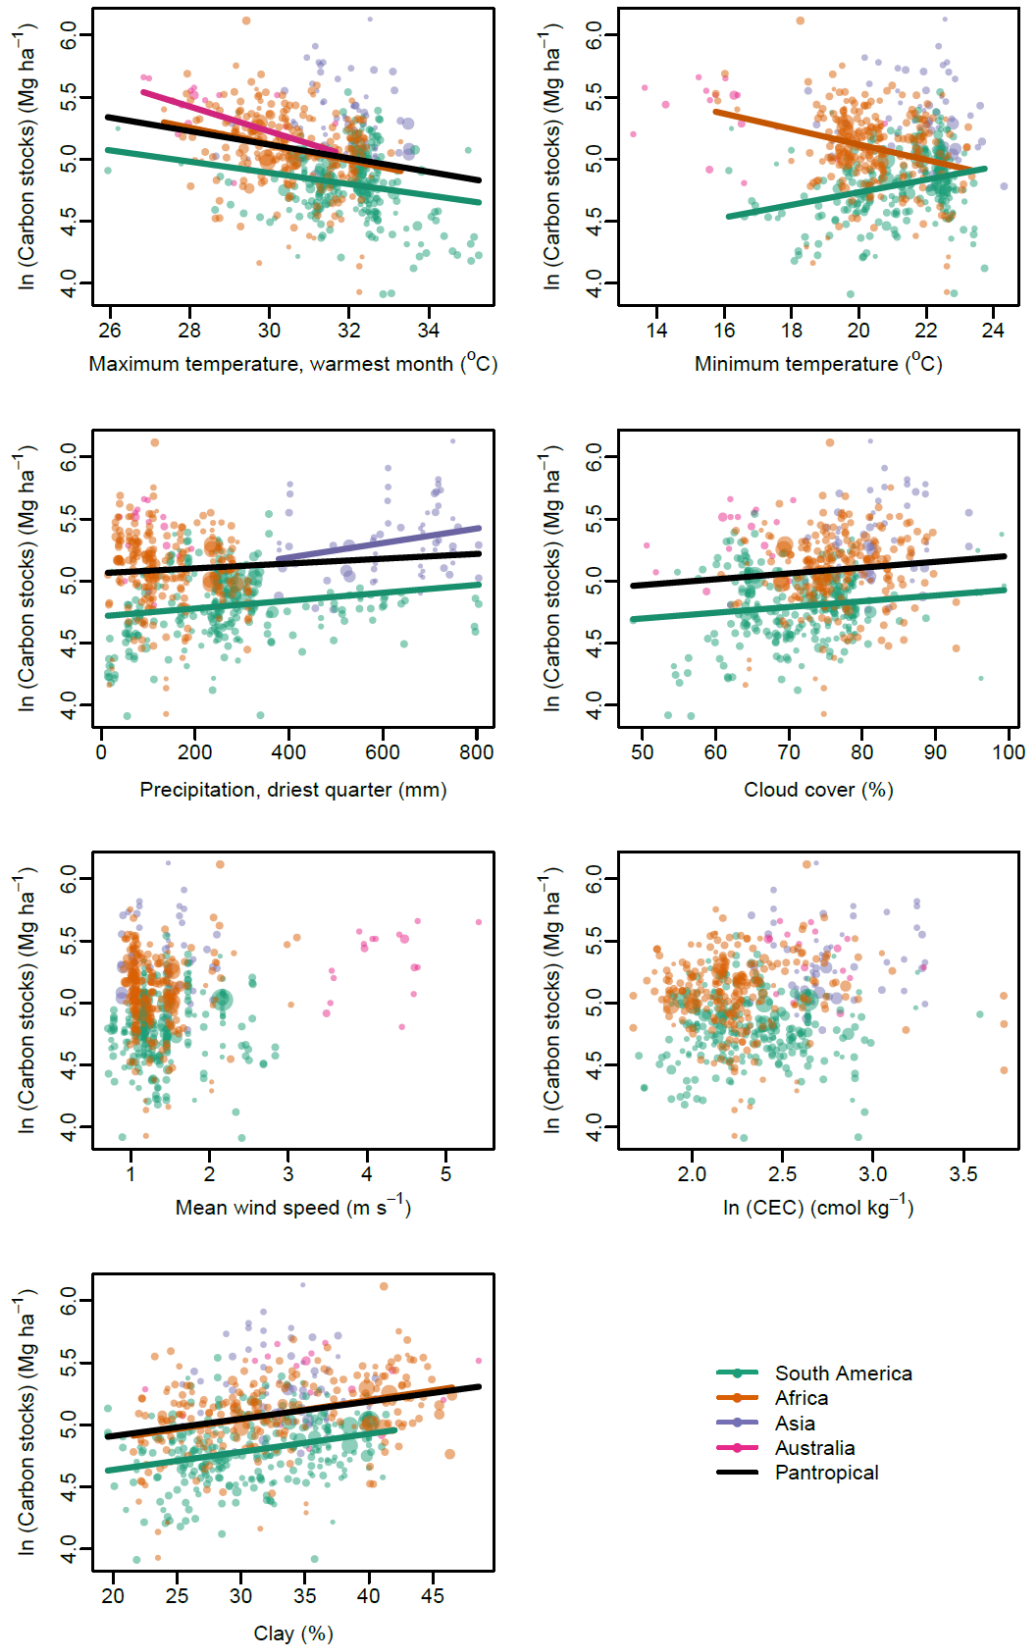 ln (Carbon stocks) (Mg ha⁻¹)
6.0
5.5
5.0
4.5
4.0
26 28 30 32 34
Maximum temperature, warmest month (°C)
ln (Carbon stocks) (Mg ha⁻¹)
6.0
5.5
5.0
4.5
4.0
14 16 18 20 22 24
Minimum temperature (°C)
ln (Carbon stocks) (Mg ha⁻¹)
6.0
5.5
5.0
4.5
4.0
0 200 400 600 800
Precipitation, driest quarter (mm)
ln (Carbon stocks) (Mg ha⁻¹)
6.0
5.5
5.0
4.5
4.0
50 60 70 80 90 100
Cloud cover (%)
ln (Carbon stocks) (Mg ha⁻¹)
6.0
5.5
5.0
4.5
4.0
1 2 3 4 5
Mean wind speed (m s⁻¹)
ln (Carbon stocks) (Mg ha⁻¹)
6.0
5.5
5.0
4.5
4.0
2.0 2.5 3.0 3.5
ln (CEC) (cmol kg⁻¹)
ln (Carbon stocks) (Mg ha⁻¹)
6.0
5.5
5.0
4.5
4.0
20 25 30 35 40 45
Clay (%)
South America
Africa
Asia
Australia
Pantropical